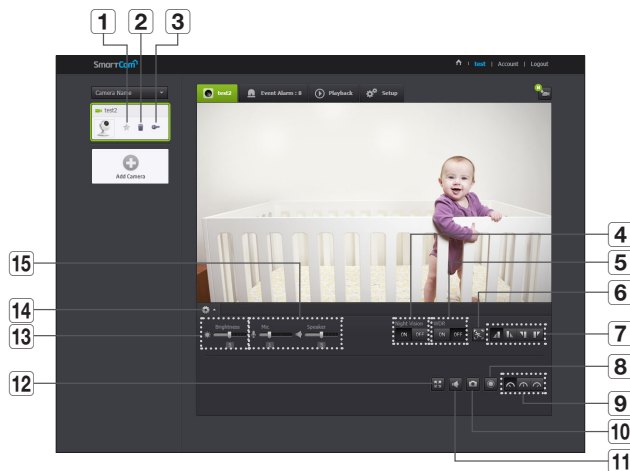 1
2
3
SmartCam
test | Account | Logout
Camera Name
test2
Event Alarm : 8
Playback
Setup
test2
Add Camera
4
5
6
7
8
9
10
11
12
13
14
15
Brightness
Mic
Speaker
Night Vision
WDR
ON
OFF
ON
OFF